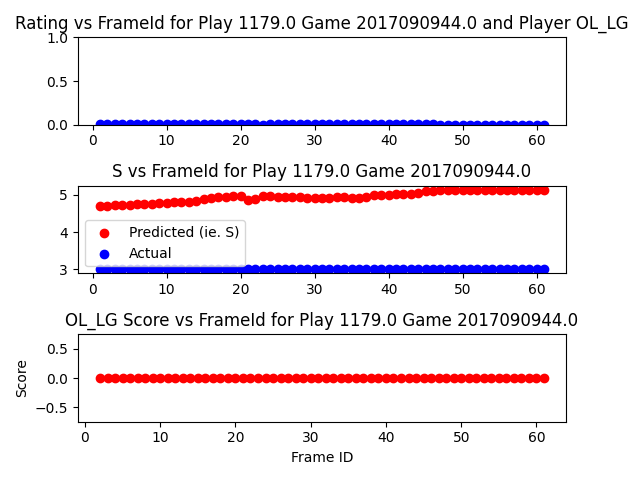 Rating vs FrameId for Play 1179.0 Game 2017090944.0 and Player OL_LG
1.0
0.5
0.0
0 10 20 30 40 50 60
S vs FrameId for Play 1179.0 Game 2017090944.0
5
4
3
Predicted (ie. S)
Actual
0 10 20 30 40 50 60
OL_LG Score vs FrameId for Play 1179.0 Game 2017090944.0
Score
0.5
0.0
−0.5
0 10 20 30 40 50 60
Frame ID